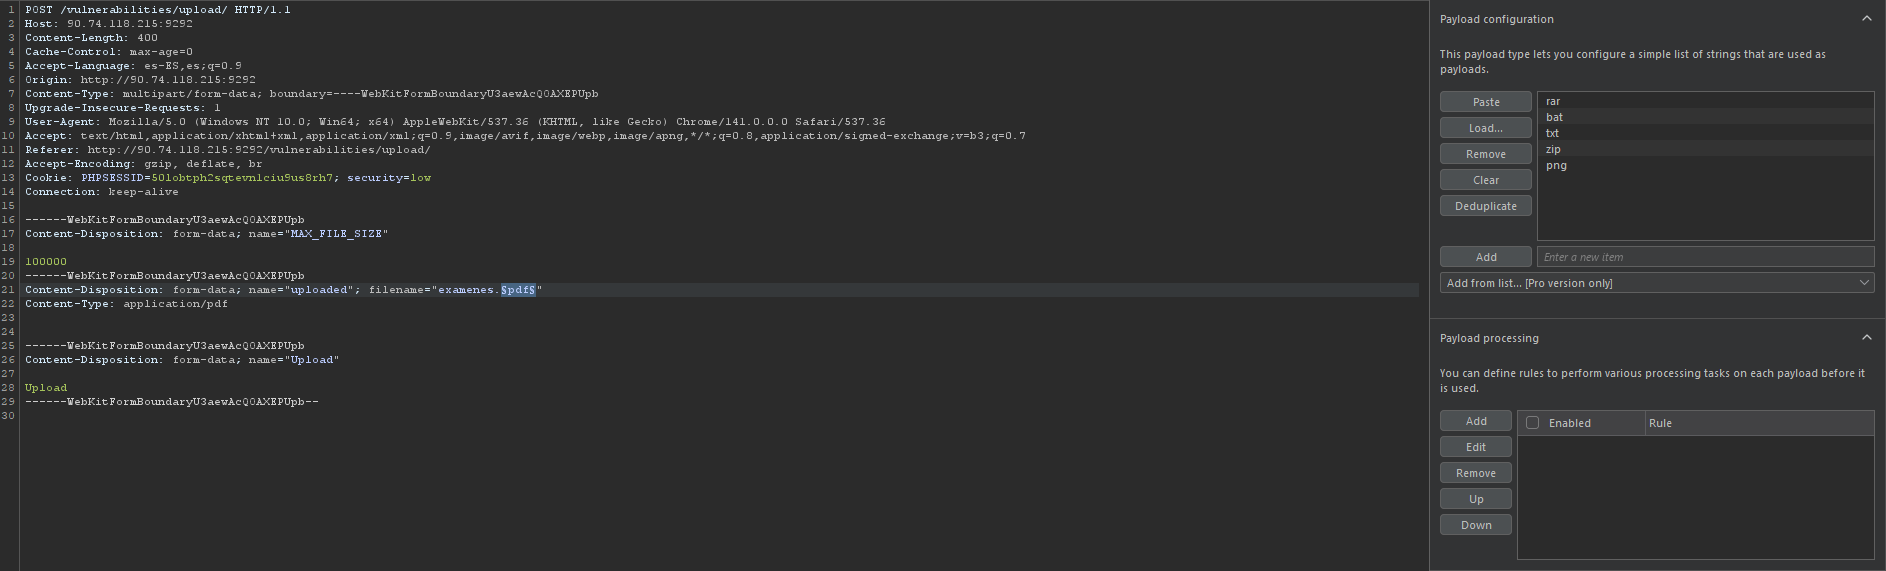 1 POST /vulnerabilities/upload/ HTTP/1.1
2 Host: 90.74.118.215:9292
3 Content-Length: 400
4 Cache-Control: max-age=0
5 Accept-Language: es-ES,es;q=0.9
6 Origin: http://90.74.118.215:9292
7 Content-Type: multipart/form-data; boundary=----WebKitFormBoundaryU3aewAcQ0AXEPUpb
8 Upgrade-Insecure-Requests: 1
9 User-Agent: Mozilla/5.0 (Windows NT 10.0; Win64; x64) AppleWebKit/537.36 (KHTML, like Gecko) Chrome/141.0.0.0 Safari/537.36
10 Accept: text/html,application/xhtml+xml,application/xml;q=0.9,image/avif,image/webp,image/apng,*/*;q=0.8,application/signed-exchange;v=b3;q=0.7
11 Referer: http://90.74.118.215:9292/vulnerabilities/upload/
12 Accept-Encoding: gzip, deflate, br
13 Cookie: PHPSESSID=50lobtph2sqtevnlciu9us8rh7; security=low
14 Connection: keep-alive
15
16 ------WebKitFormBoundaryU3aewAcQ0AXEPUpb
17 Content-Disposition: form-data; name="MAX_FILE_SIZE"
18
19 100000
20 ------WebKitFormBoundaryU3aewAcQ0AXEPUpb
21 Content-Disposition: form-data; name="uploaded"; filename="examenes.§pdf§"
22 Content-Type: application/pdf
23
24
25 ------WebKitFormBoundaryU3aewAcQ0AXEPUpb
26 Content-Disposition: form-data; name="Upload"
27
28 Upload
29 ------WebKitFormBoundaryU3aewAcQ0AXEPUpb--
30
Payload configuration
This payload type lets you configure a simple list of strings that are used as
payloads.
Paste
Load...
Remove
Clear
Deduplicate
rar
bat
txt
zip
png
Add
Enter a new item
Add from list... [Pro version only]
Payload processing
You can define rules to perform various processing tasks on each payload before it
is used.
Add
Edit
Remove
Up
Down
Enabled
Rule